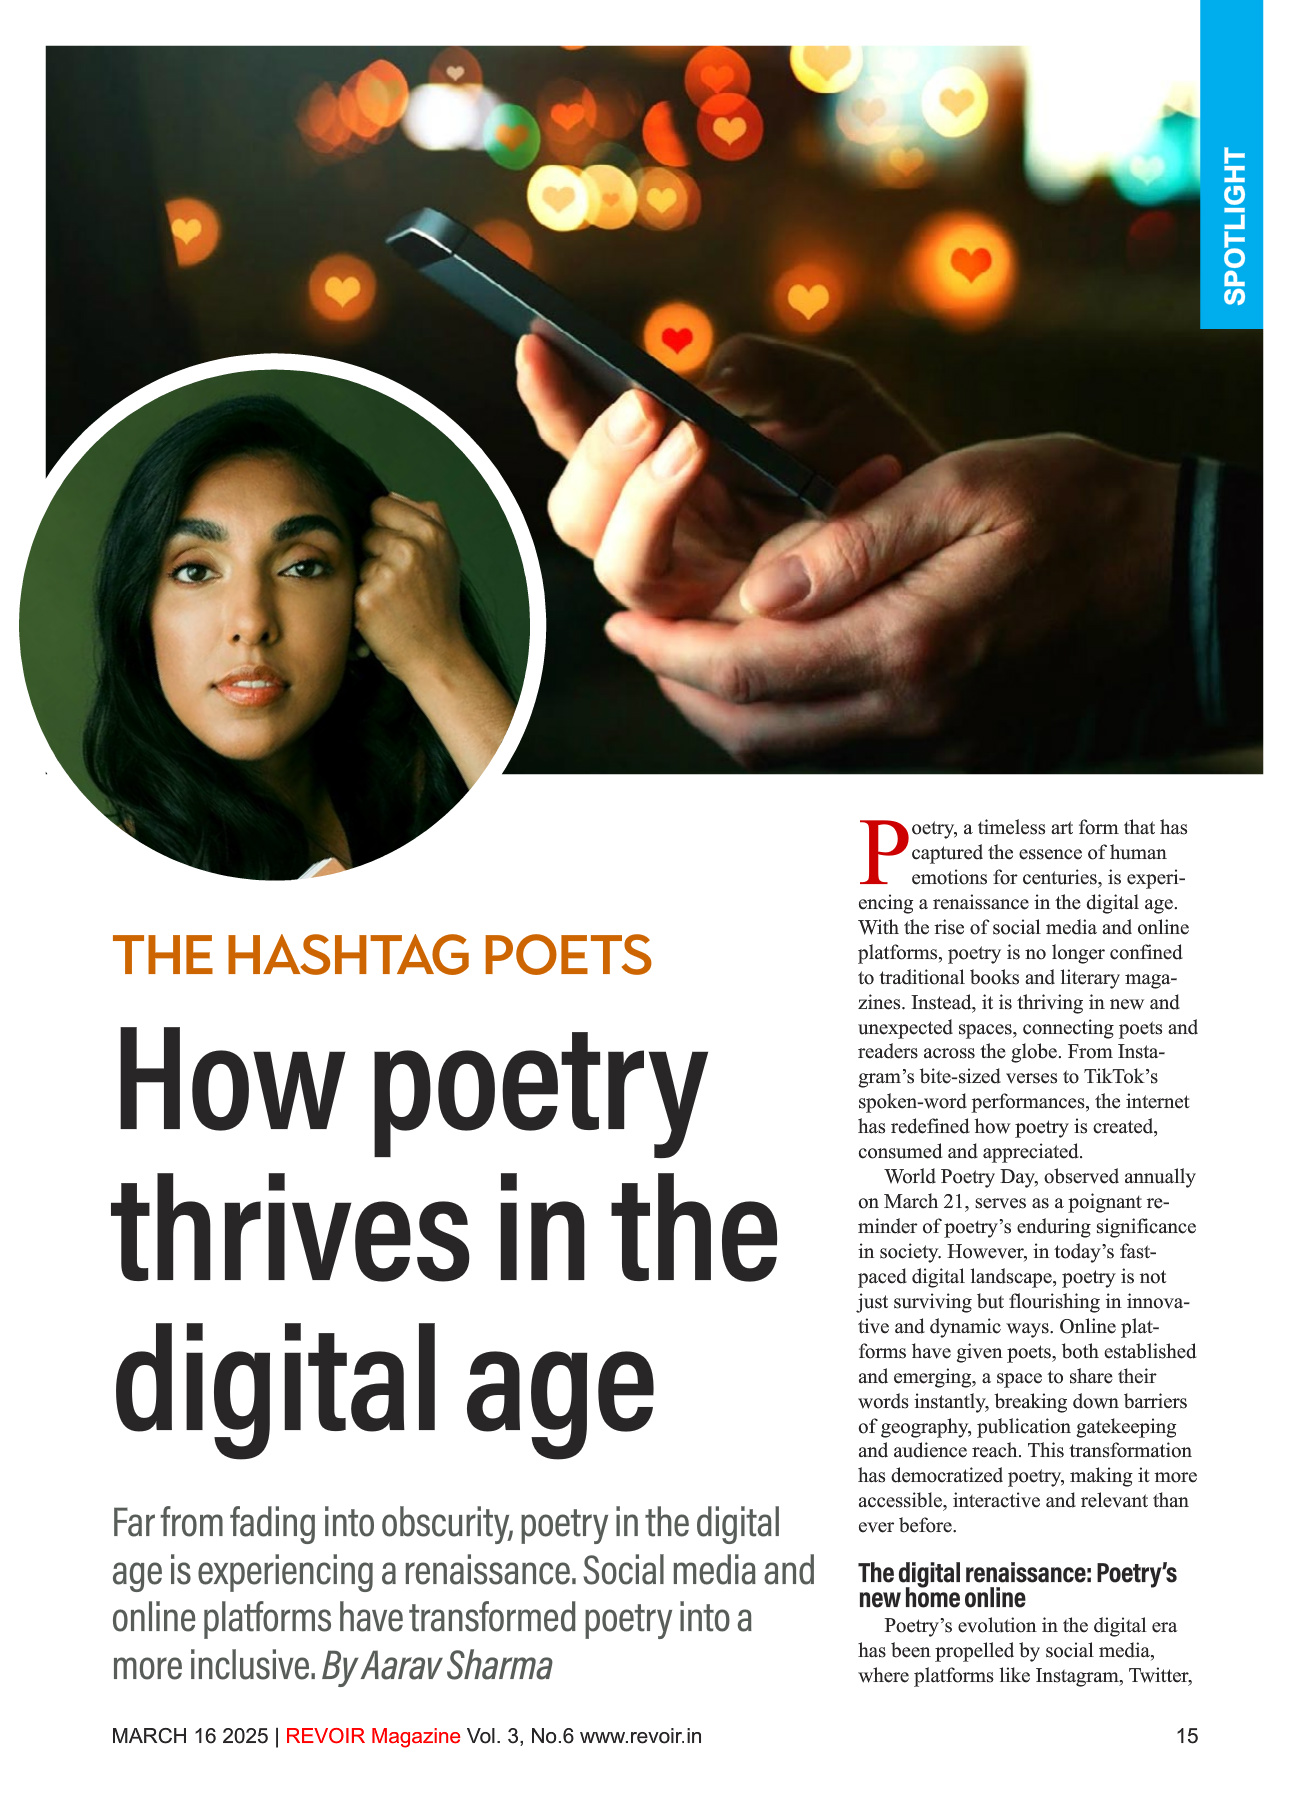 SPOTLIGHT
THE HASHTAG POETS
How poetry
thrives in the
digital age
Far from fading into obscurity, poetry in the digital
age is experiencing a renaissance. Social media and
online platforms have transformed poetry into a
more inclusive. By Aarav Sharma
Poetry, a timeless art form that has
captured the essence of human
emotions for centuries, is experi-
encing a renaissance in the digital age.
With the rise of social media and online
platforms, poetry is no longer confined
to traditional books and literary maga-
zines. Instead, it is thriving in new and
unexpected spaces, connecting poets and
readers across the globe. From Insta-
gram’s bite-sized verses to TikTok’s
spoken-word performances, the internet
has redefined how poetry is created,
consumed and appreciated.
World Poetry Day, observed annually
on March 21, serves as a poignant re-
minder of poetry’s enduring significance
in society. However, in today’s fast-
paced digital landscape, poetry is not
just surviving but flourishing in innova-
tive and dynamic ways. Online plat-
forms have given poets, both established
and emerging, a space to share their
words instantly, breaking down barriers
of geography, publication gatekeeping
and audience reach. This transformation
has democratized poetry, making it more
accessible, interactive and relevant than
ever before.
The digital renaissance: Poetry’s
new home online
Poetry’s evolution in the digital era
has been propelled by social media,
where platforms like Instagram, Twitter,
MARCH 16 2025 | REVOIR Magazine Vol. 3, No.6 www.revoir.in
15